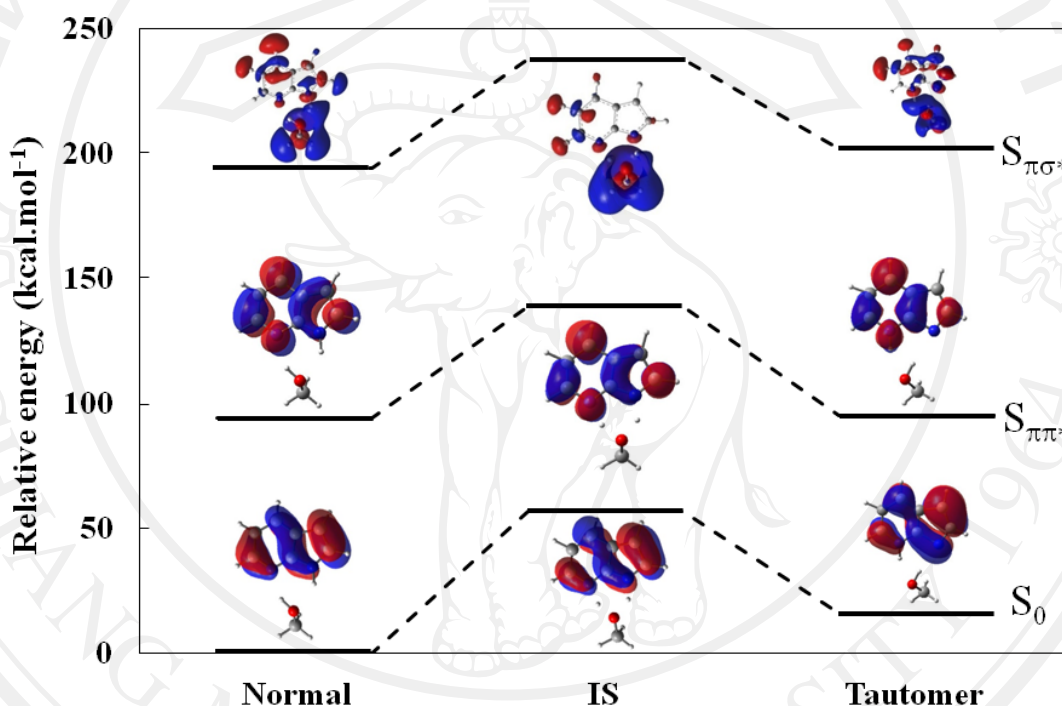 250
200
150
100
50
0
Relative energy (kcal.mol⁻¹)
Sπσ*
Sππ*
S₀
Normal IS Tautomer